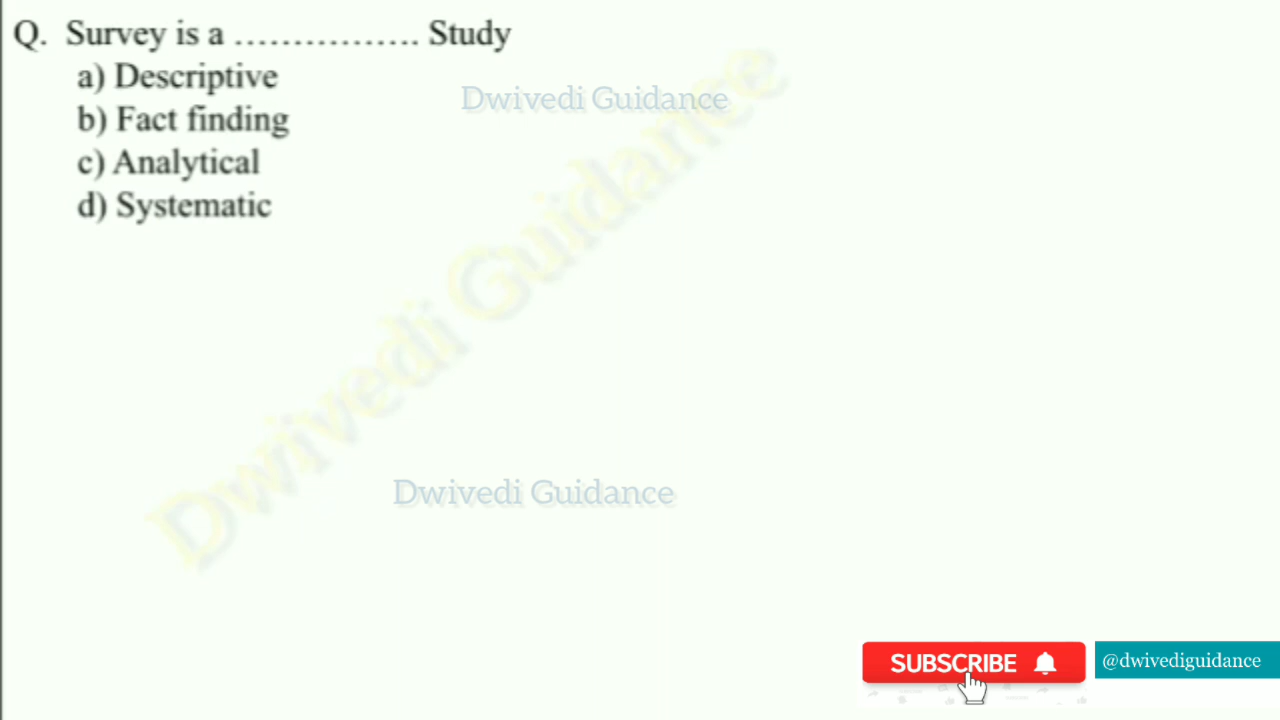 Q. Survey is a ................ Study
a) Descriptive
Dwivedi Guidance
b) Fact finding
c) Analytical
d) Systematic
Dwivedi Guidance
Dwivedi Guidance
SUBSCRIBE
@dwivediguidance